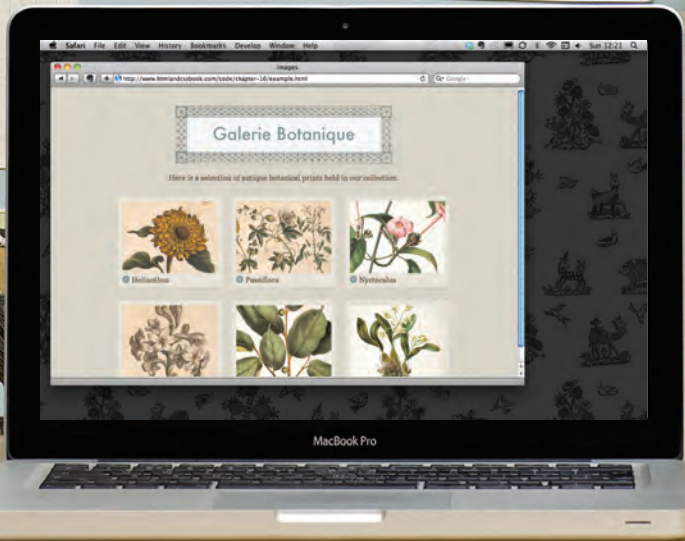 Safari File Edit View History Bookmarks Develop Window Help Sun 12:21
Images
http://www.htmlandcssbook.com/code/chapter-16/example.html
Google
Galerie Botanique
Here is a selection of antique botanical prints held in our collection.
Helianthus Passiflora Nyctocalos
MacBook Pro